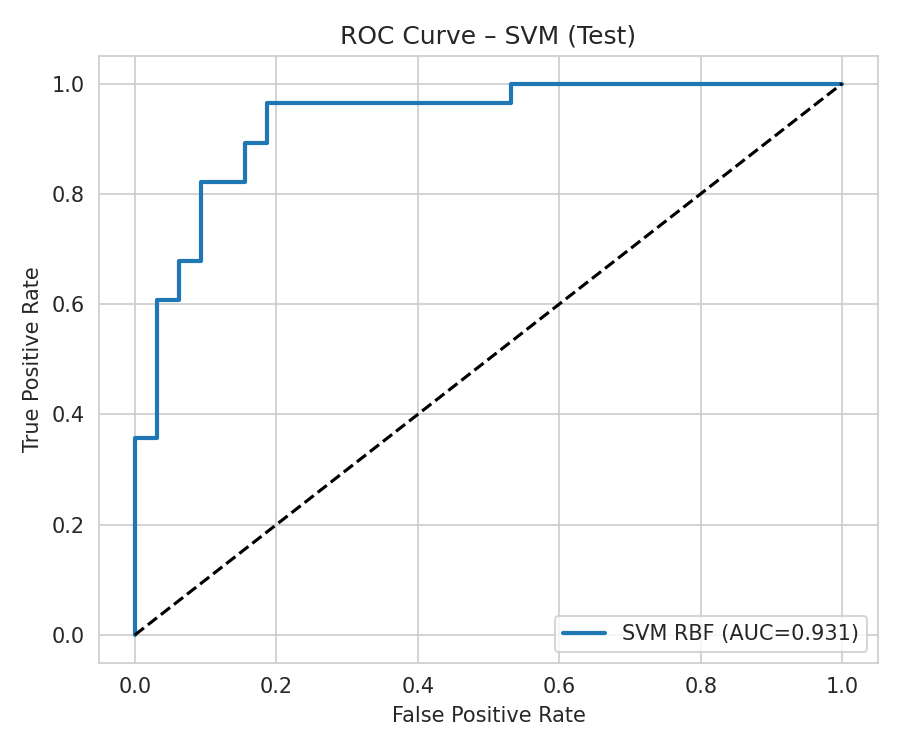 ROC Curve – SVM (Test)
True Positive Rate
1.0
0.8
0.6
0.4
0.2
0.0
0.0 0.2 0.4 0.6 0.8 1.0
False Positive Rate
SVM RBF (AUC=0.931)